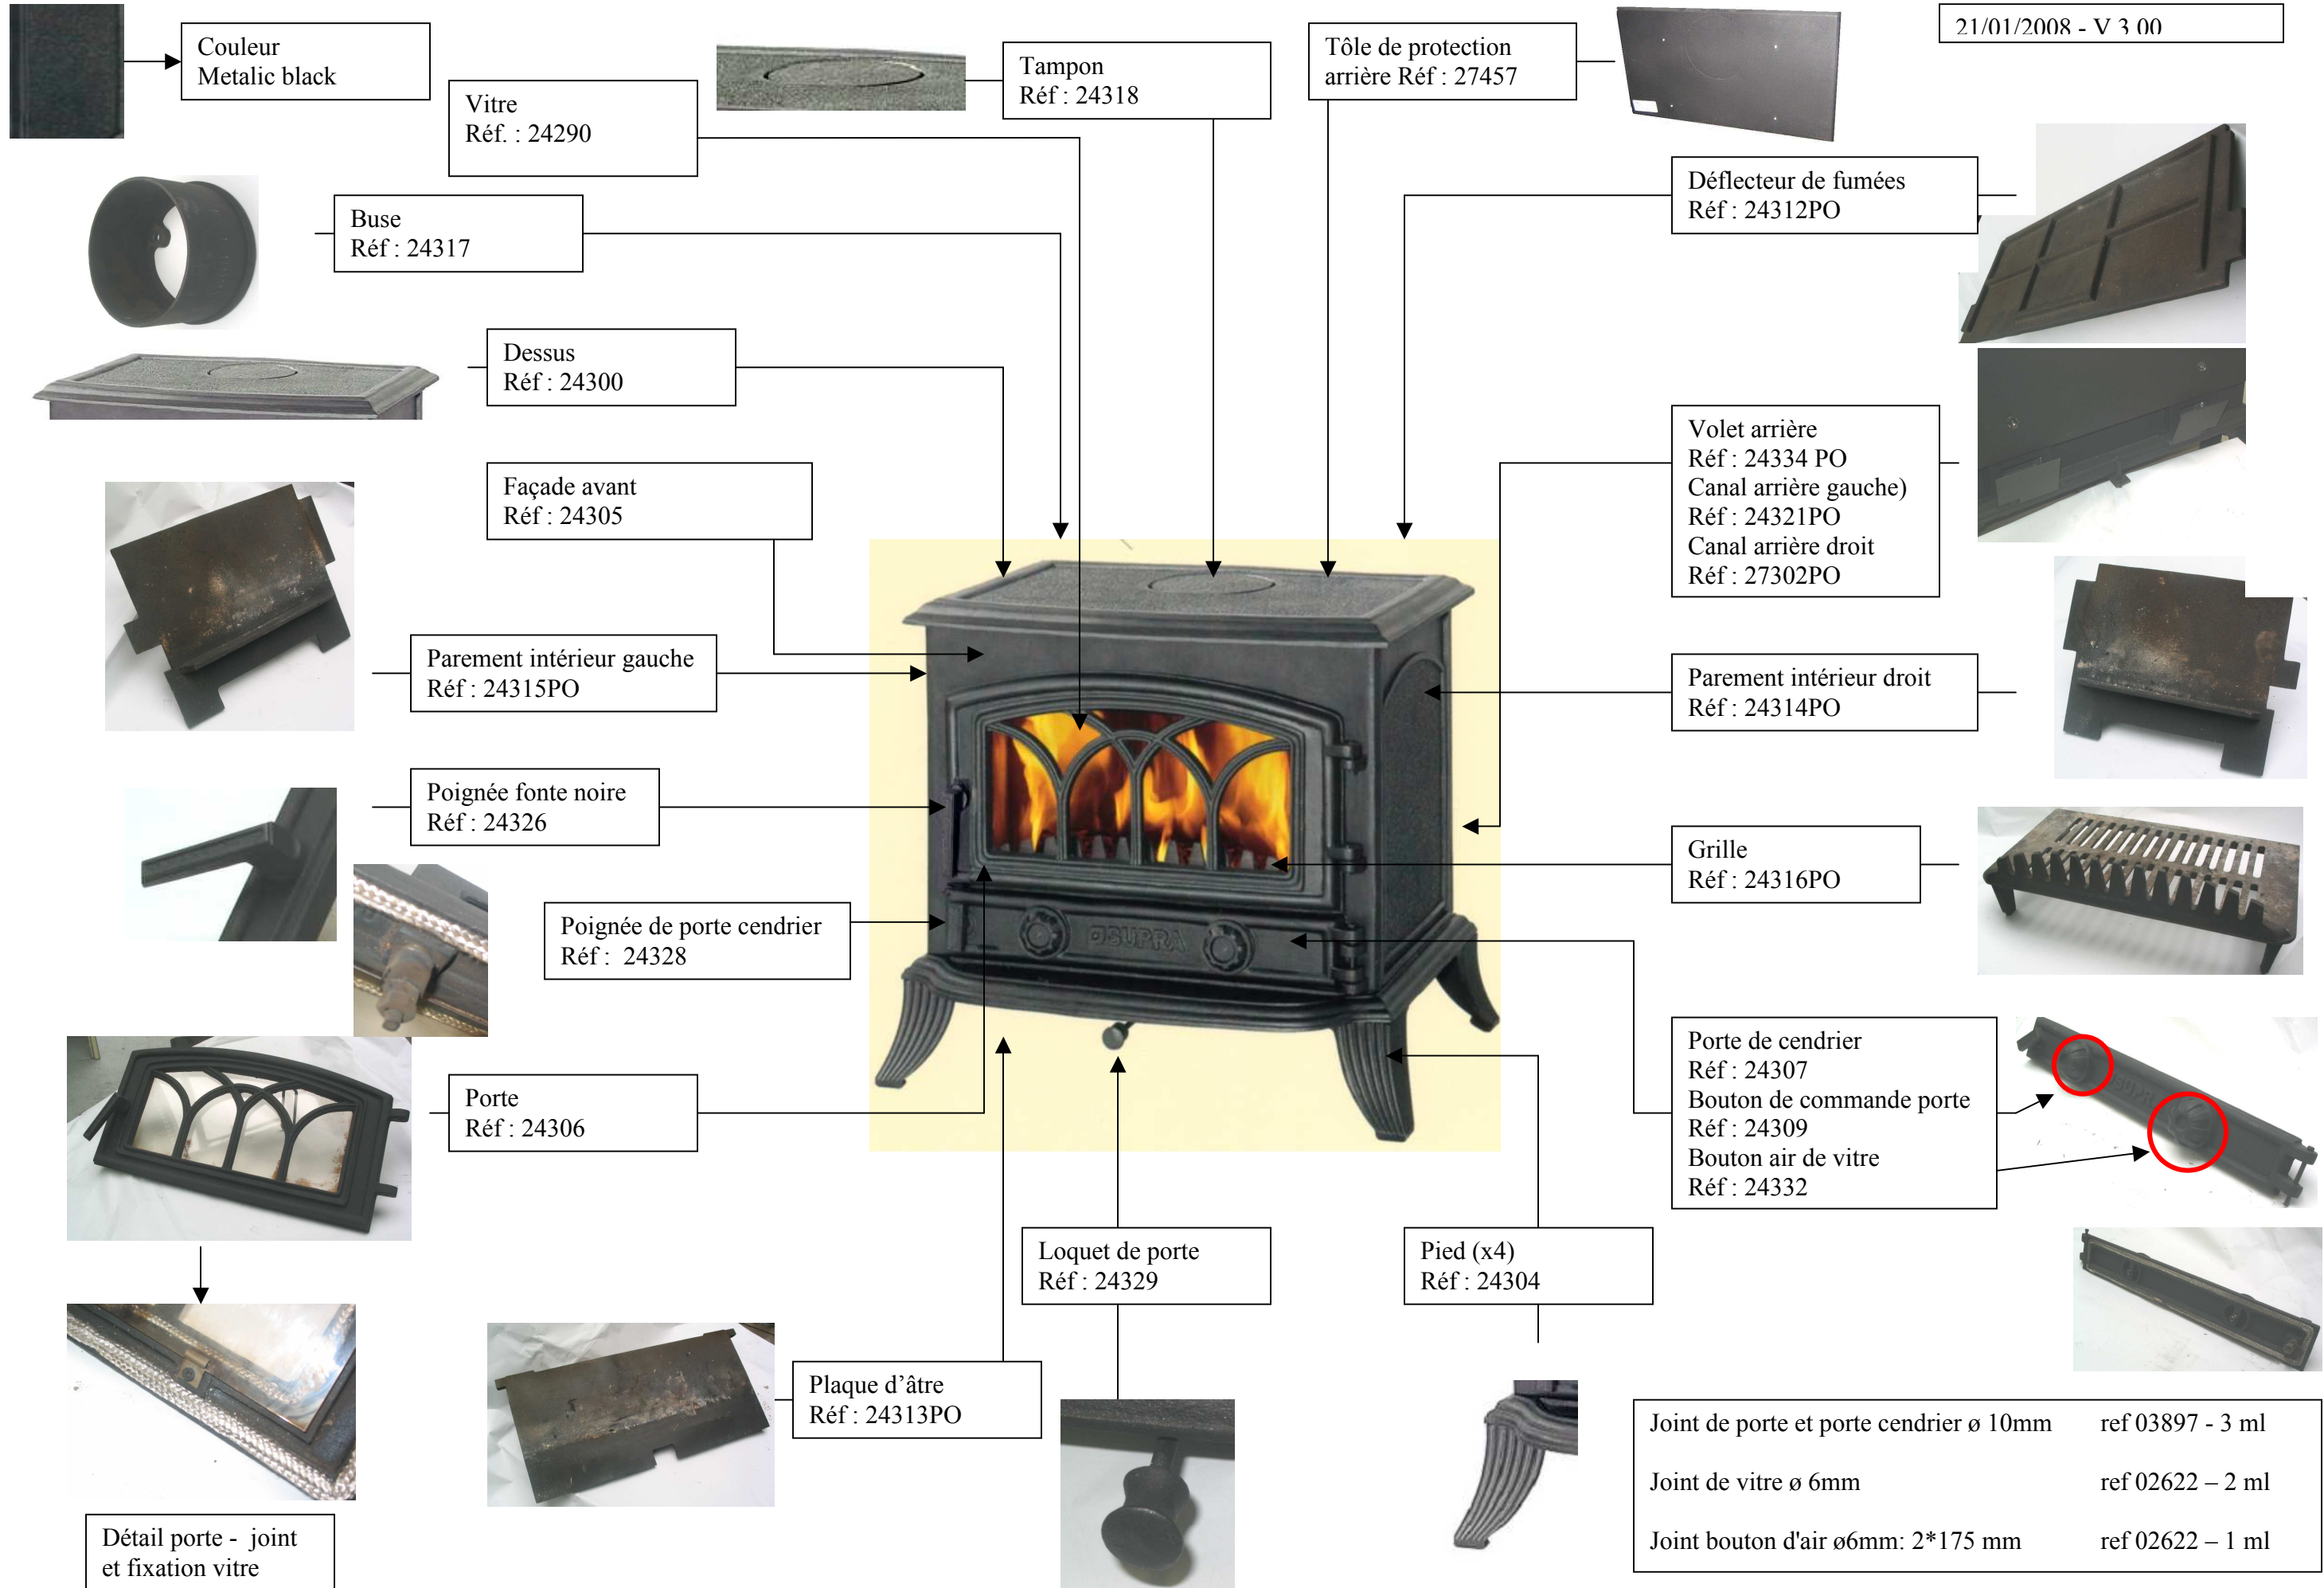 Couleur
Metalic black
Vitre
Réf. : 24290
Tampon
Réf : 24318
Tôle de protection
arrière Réf : 27457
21/01/2008 - V 3 00
Buse
Réf : 24317
Déflecteur de fumées
Réf : 24312PO
Dessus
Réf : 24300
Façade avant
Réf : 24305
Volet arrière
Réf : 24334 PO
Canal arrière gauche)
Réf : 24321PO
Canal arrière droit
Réf : 27302PO
Parement intérieur gauche
Réf : 24315PO
Parement intérieur droit
Réf : 24314PO
Poignée fonte noire
Réf : 24326
Grille
Réf : 24316PO
Poignée de porte cendrier
Réf :  24328
SUPRA
Porte de cendrier
Réf : 24307
Bouton de commande porte
Réf : 24309
Bouton air de vitre
Réf : 24332
SUPRA
Porte
Réf : 24306
Loquet de porte
Réf : 24329
Pied (x4)
Réf : 24304
Plaque d’âtre
Réf : 24313PO
Détail porte -  joint
et fixation vitre
Joint de porte et porte cendrier ø 10mm ref 03897 - 3 ml
Joint de vitre ø 6mm ref 02622 – 2 ml
Joint bouton d'air ø6mm: 2*175 mm ref 02622 – 1 ml